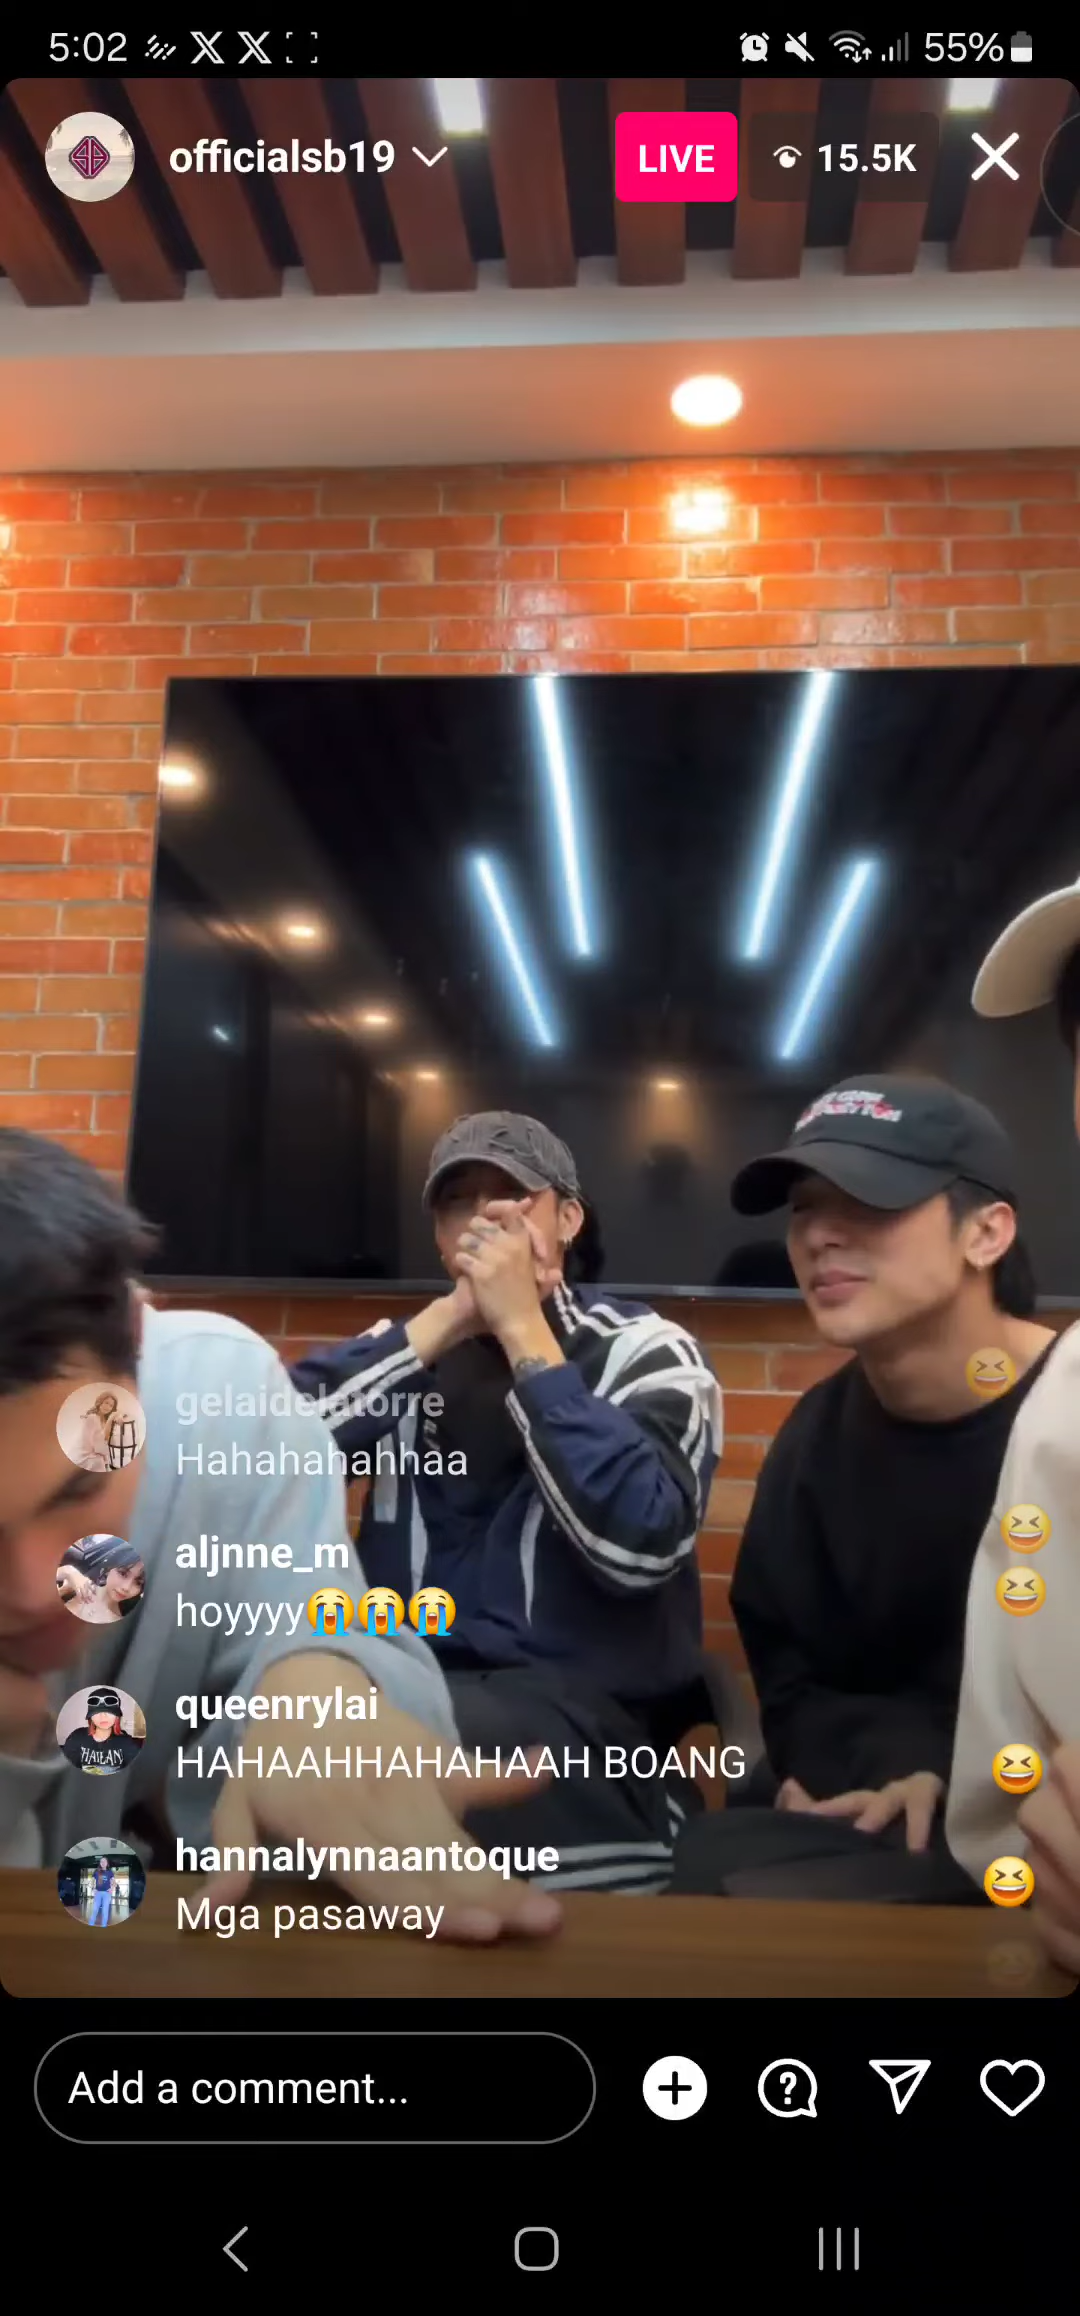 5:02
55%
officialsb19
LIVE
15.5K
gelaidelatorre
Hahahahahhaa
aljnne_m
hoyyyy😭😭😭
queenrylai
HAHAAHHAHAHAAH BOANG
hannalynnaantoque
Mga pasaway
Add a comment...